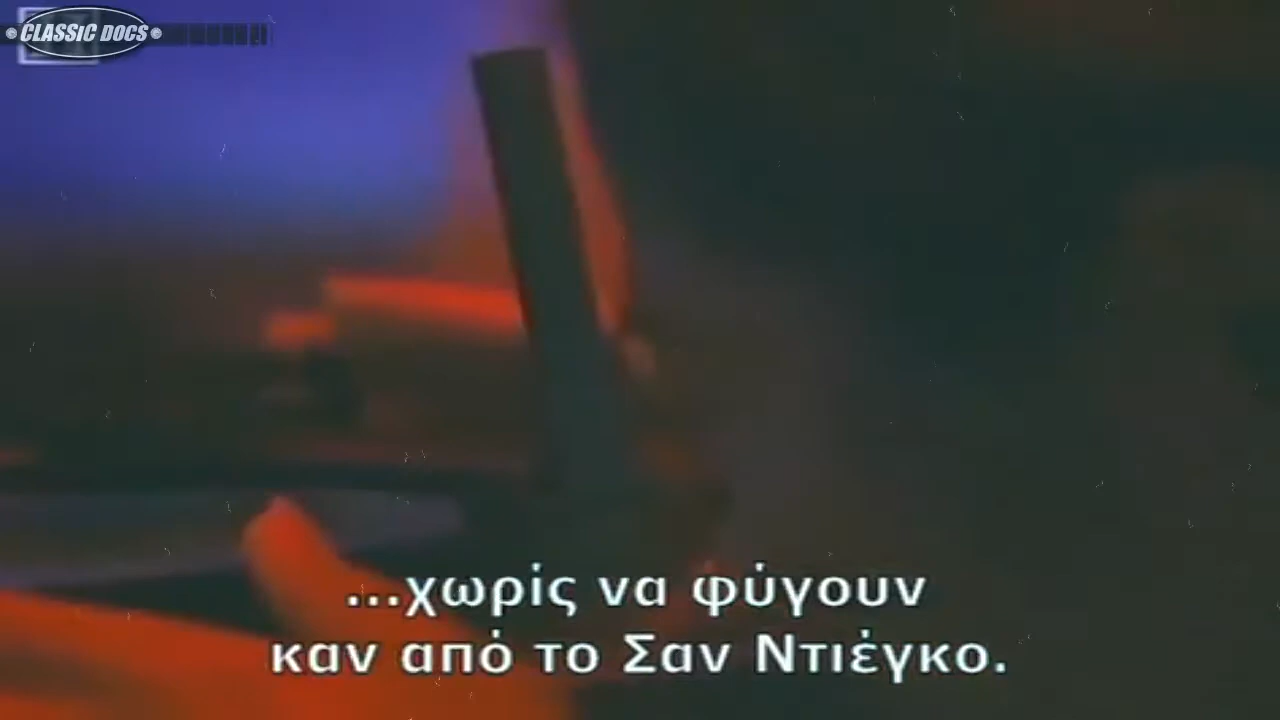 CLASSIC DOCS
...χωρίς να φύγουν
καν από το Σαν Ντιέγκο.